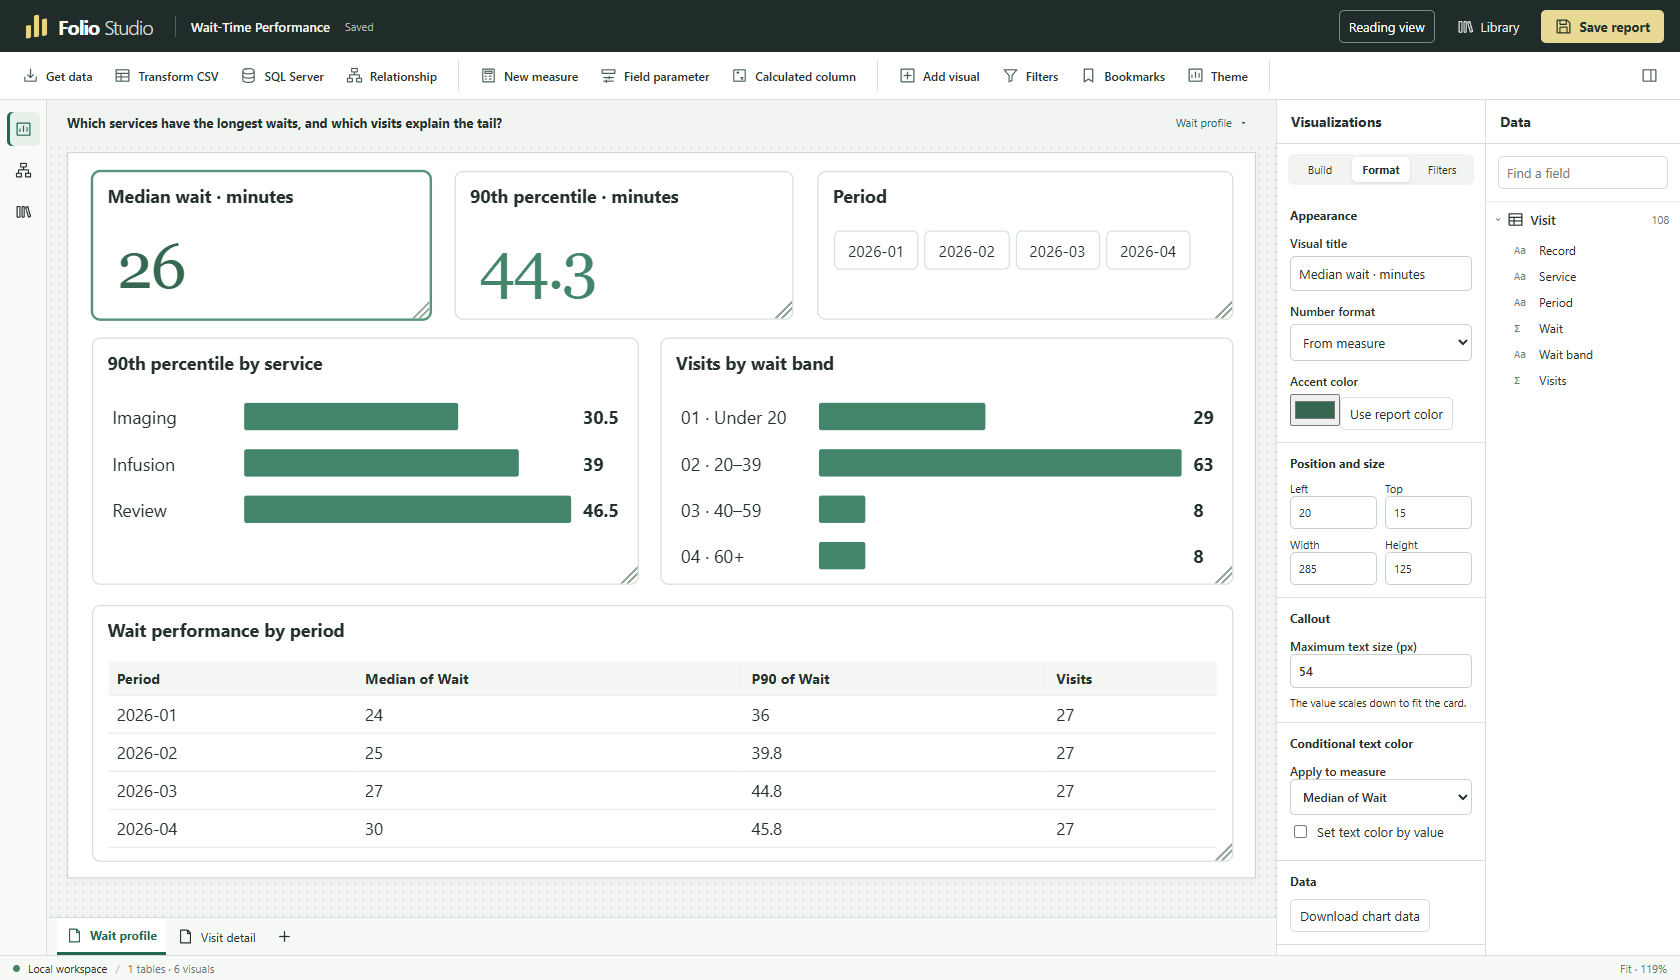 Folio Studio
Wait-Time Performance
Saved
Reading view
Library
Save report
Get data
Transform CSV
SQL Server
Relationship
New measure
Field parameter
Calculated column
Add visual
Filters
Bookmarks
Theme
Which services have the longest waits, and which visits explain the tail?
Wait profile
Median wait · minutes
26
90th percentile · minutes
44.3
Period
2026-01
2026-02
2026-03
2026-04
90th percentile by service
Imaging 30.5
Infusion 39
Review 46.5
Visits by wait band
01 · Under 20 29
02 · 20–39 63
03 · 40–59 8
04 · 60+ 8
Wait performance by period
Period Median of Wait P90 of Wait Visits
2026-01 24 36 27
2026-02 25 39.8 27
2026-03 27 44.8 27
2026-04 30 45.8 27
Wait profile
Visit detail
Local workspace / 1 tables · 6 visuals
Visualizations
Build
Format
Filters
Appearance
Visual title
Median wait · minutes
Number format
From measure
Accent color
Use report color
Position and size
Left Top
20 15
Width Height
285 125
Callout
Maximum text size (px)
54
The value scales down to fit the card.
Conditional text color
Apply to measure
Median of Wait
Set text color by value
Data
Download chart data
Data
Find a field
Visit 108
Aa Record
Aa Service
Aa Period
Σ Wait
Aa Wait band
Σ Visits
Fit · 119%